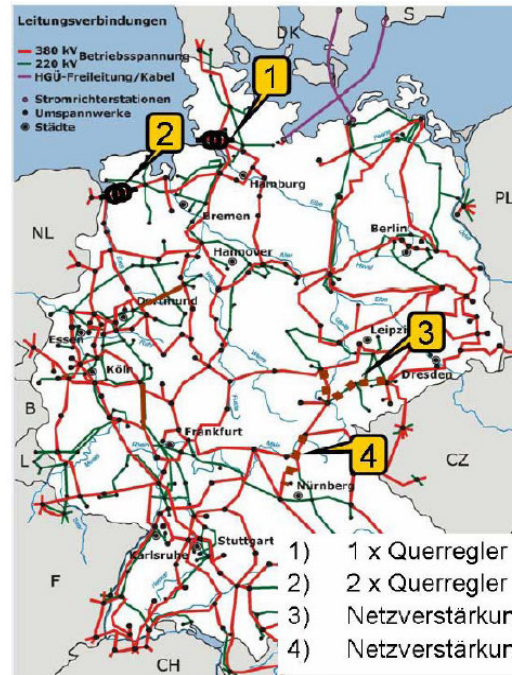 Leitungsverbindungen
380 kV Betriebsspannung
220 kV
HGÜ-Freileitung/Kabel
Stromrichterstationen
Umspannwerke
Städte
DK
S
1
2
NL
PL
Hamburg
Bremen
Berlin
Hannover
Dortmund
Essen
Leipzi
3
Köln
Dresden
B
Frankfurt
4
CZ
L
Nürnberg
Karlsruhe
Stuttgart
F
CH
1) 1 x Querregler
2) 2 x Querregler
3) Netzverstärkun
4) Netzverstärkun